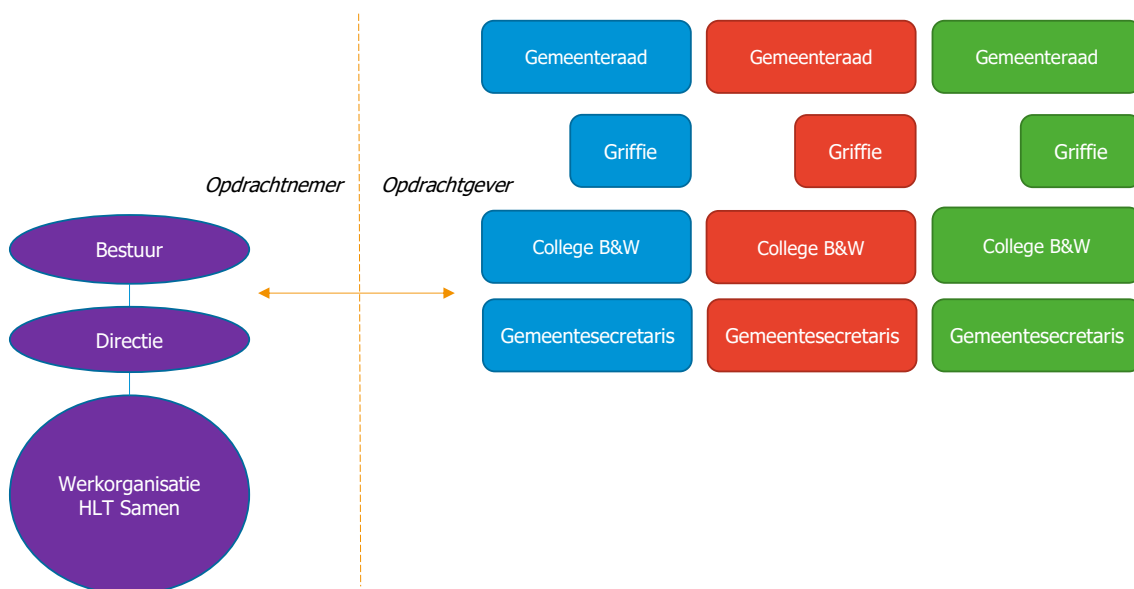 Gemeenteraad
Gemeenteraad
Gemeenteraad
Griffie
Griffie
Griffie
Opdrachtnemer
Opdrachtgever
Bestuur
College B&W
College B&W
College B&W
Directie
Gemeentesecretaris
Gemeentesecretaris
Gemeentesecretaris
Werkorganisatie
HLT Samen